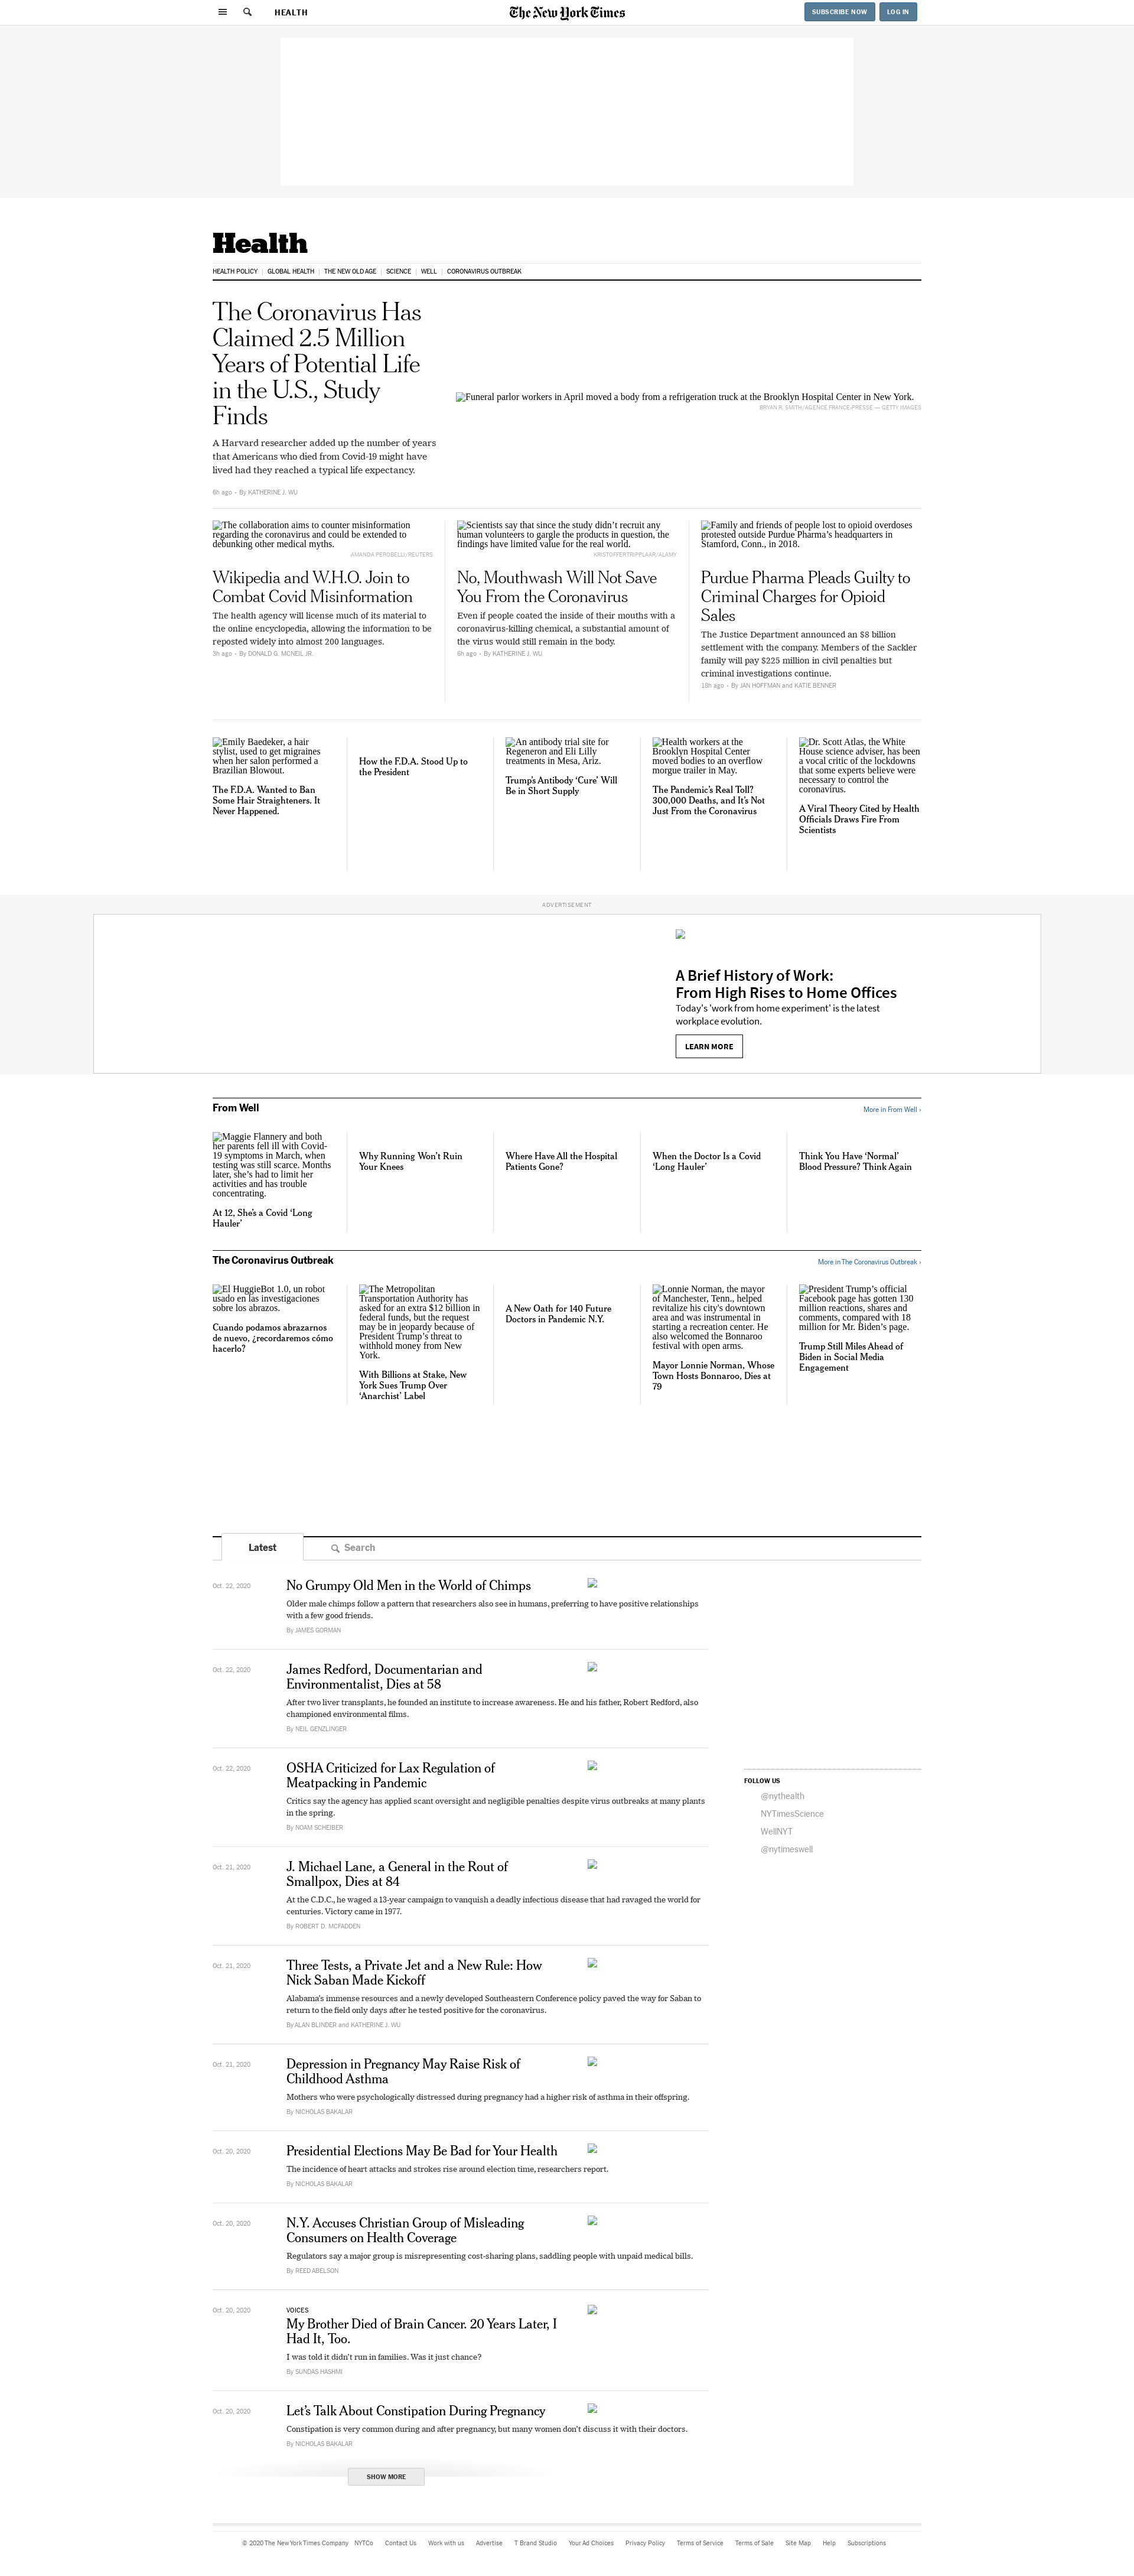 HEALTH
The New York Times
SUBSCRIBE NOW
LOG IN
Health
HEALTH POLICY | GLOBAL HEALTH | THE NEW OLD AGE | SCIENCE | WELL | CORONAVIRUS OUTBREAK
The Coronavirus Has
Claimed 2.5 Million
Years of Potential Life
in the U.S., Study
Finds
A Harvard researcher added up the number of years
that Americans who died from Covid-19 might have
lived had they reached a typical life expectancy.
6h ago • By KATHERINE J. WU
Funeral parlor workers in April moved a body from a refrigeration truck at the Brooklyn Hospital Center in New York.
BRYAN R. SMITH/AGENCE FRANCE-PRESSE — GETTY IMAGES
The collaboration aims to counter misinformation
regarding the coronavirus and could be extended to
debunking other medical myths.
AMANDA PEROBELLI/REUTERS
Wikipedia and W.H.O. Join to
Combat Covid Misinformation
The health agency will license much of its material to
the online encyclopedia, allowing the information to be
reposted widely into almost 200 languages.
3h ago • By DONALD G. MCNEIL JR.
Scientists say that since the study didn't recruit any
human volunteers to gargle the products in question, the
findings have limited value for the real world.
KRISTOFFERTRIPPLAAR/ALAMY
No, Mouthwash Will Not Save
You From the Coronavirus
Even if people coated the inside of their mouths with a
coronavirus-killing chemical, a substantial amount of
the virus would still remain in the body.
6h ago • By KATHERINE J. WU
Family and friends of people lost to opioid overdoses
protested outside Purdue Pharma's headquarters in
Stamford, Conn., in 2018.
Purdue Pharma Pleads Guilty to
Criminal Charges for Opioid
Sales
The Justice Department announced an $8 billion
settlement with the company. Members of the Sackler
family will pay $225 million in civil penalties but
criminal investigations continue.
18h ago • By JAN HOFFMAN and KATIE BENNER
Emily Baedeker, a hair
stylist, used to get migraines
when her salon performed a
Brazilian Blowout.
The F.D.A. Wanted to Ban
Some Hair Straighteners. It
Never Happened.
How the F.D.A. Stood Up to
the President
An antibody trial site for
Regeneron and Eli Lilly
treatments in Mesa, Ariz.
Trump's Antibody ‘Cure’ Will
Be in Short Supply
Health workers at the
Brooklyn Hospital Center
moved bodies to an overflow
morgue trailer in May.
The Pandemic's Real Toll?
300,000 Deaths, and It's Not
Just From the Coronavirus
Dr. Scott Atlas, the White
House science adviser, has been
a vocal critic of the lockdowns
that some experts believe were
necessary to control the
coronavirus.
A Viral Theory Cited by Health
Officials Draws Fire From
Scientists
ADVERTISEMENT
A Brief History of Work:
From High Rises to Home Offices
Today's 'work from home experiment' is the latest
workplace evolution.
LEARN MORE
From Well
More in From Well ›
Maggie Flannery and both
her parents fell ill with Covid-
19 symptoms in March, when
testing was still scarce. Months
later, she's had to limit her
activities and has trouble
concentrating.
At 12, She's a Covid ‘Long
Hauler’
Why Running Won't Ruin
Your Knees
Where Have All the Hospital
Patients Gone?
When the Doctor Is a Covid
‘Long Hauler’
Think You Have ‘Normal’
Blood Pressure? Think Again
The Coronavirus Outbreak
More in The Coronavirus Outbreak ›
El HuggieBot 1.0, un robot
usado en las investigaciones
sobre los abrazos.
Cuando podamos abrazarnos
de nuevo, ¿recordaremos cómo
hacerlo?
The Metropolitan
Transportation Authority has
asked for an extra $12 billion in
federal funds, but the request
may be in jeopardy because of
President Trump's threat to
withhold money from New
York.
With Billions at Stake, New
York Sues Trump Over
‘Anarchist’ Label
A New Oath for 140 Future
Doctors in Pandemic N.Y.
Lonnie Norman, the mayor
of Manchester, Tenn., helped
revitalize his city's downtown
area and was instrumental in
starting a recreation center. He
also welcomed the Bonnaroo
festival with open arms.
Mayor Lonnie Norman, Whose
Town Hosts Bonnaroo, Dies at
79
President Trump's official
Facebook page has gotten 130
million reactions, shares and
comments, compared with 18
million for Mr. Biden's page.
Trump Still Miles Ahead of
Biden in Social Media
Engagement
Latest
Search
Oct. 22, 2020
No Grumpy Old Men in the World of Chimps
Older male chimps follow a pattern that researchers also see in humans, preferring to have positive relationships
with a few good friends.
By JAMES GORMAN
Oct. 22, 2020
James Redford, Documentarian and
Environmentalist, Dies at 58
After two liver transplants, he founded an institute to increase awareness. He and his father, Robert Redford, also
championed environmental films.
By NEIL GENZLINGER
Oct. 22, 2020
OSHA Criticized for Lax Regulation of
Meatpacking in Pandemic
Critics say the agency has applied scant oversight and negligible penalties despite virus outbreaks at many plants
in the spring.
By NOAM SCHEIBER
FOLLOW US
@nythealth
NYTimesScience
WellNYT
@nytimeswell
Oct. 21, 2020
J. Michael Lane, a General in the Rout of
Smallpox, Dies at 84
At the C.D.C., he waged a 13-year campaign to vanquish a deadly infectious disease that had ravaged the world for
centuries. Victory came in 1977.
By ROBERT D. MCFADDEN
Oct. 21, 2020
Three Tests, a Private Jet and a New Rule: How
Nick Saban Made Kickoff
Alabama's immense resources and a newly developed Southeastern Conference policy paved the way for Saban to
return to the field only days after he tested positive for the coronavirus.
By ALAN BLINDER and KATHERINE J. WU
Oct. 21, 2020
Depression in Pregnancy May Raise Risk of
Childhood Asthma
Mothers who were psychologically distressed during pregnancy had a higher risk of asthma in their offspring.
By NICHOLAS BAKALAR
Oct. 20, 2020
Presidential Elections May Be Bad for Your Health
The incidence of heart attacks and strokes rise around election time, researchers report.
By NICHOLAS BAKALAR
Oct. 20, 2020
N.Y. Accuses Christian Group of Misleading
Consumers on Health Coverage
Regulators say a major group is misrepresenting cost-sharing plans, saddling people with unpaid medical bills.
By REED ABELSON
Oct. 20, 2020
VOICES
My Brother Died of Brain Cancer. 20 Years Later, I
Had It, Too.
I was told it didn't run in families. Was it just chance?
By SUNDAS HASHMI
Oct. 20, 2020
Let's Talk About Constipation During Pregnancy
Constipation is very common during and after pregnancy, but many women don't discuss it with their doctors.
By NICHOLAS BAKALAR
SHOW MORE
© 2020 The New York Times Company NYTCo Contact Us Work with us Advertise T Brand Studio Your Ad Choices Privacy Policy Terms of Service Terms of Sale Site Map Help Subscriptions